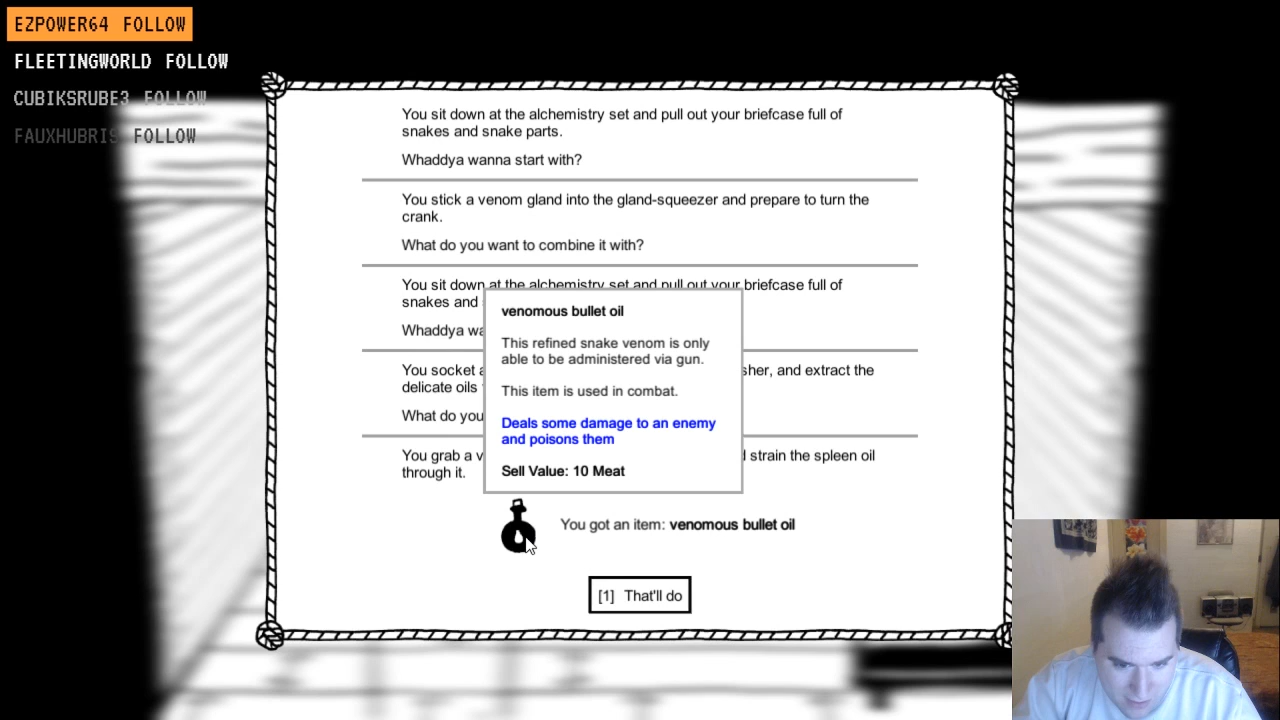 EZPOWER64 FOLLOW
FLEETINGWORLD FOLLOW
CUBIKSRUBE3 FOLLOW
FAUXHUBRIS FOLLOW
You sit down at the alchemistry set and pull out your briefcase full of
snakes and snake parts.
Whaddya wanna start with?
You stick a venom gland into the gland-squeezer and prepare to turn the
crank.
What do you want to combine it with?
You sit down at the alchemistry set and pull out your briefcase full of
snakes and
Whaddya wa
You socket a sher, and extract the
delicate oils
What do you
You grab a v l strain the spleen oil
through it.
venomous bullet oil
This refined snake venom is only
able to be administered via gun.
This item is used in combat.
Deals some damage to an enemy
and poisons them
Sell Value: 10 Meat
You got an item: venomous bullet oil
[1] That'll do